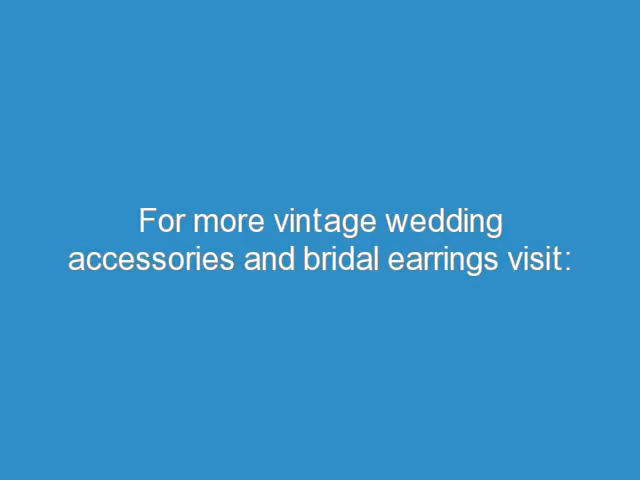 For more vintage wedding
accessories and bridal earrings visit: